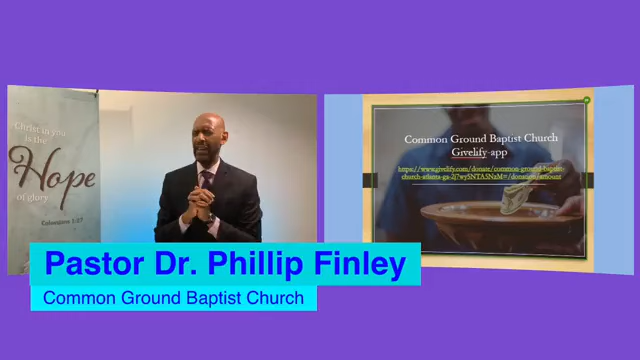 Christ in you
is the
Hope
of glory
Colossians 1:27
Common Ground Baptist Church
Givelify-app
Pastor Dr. Phillip Finley
Common Ground Baptist Church